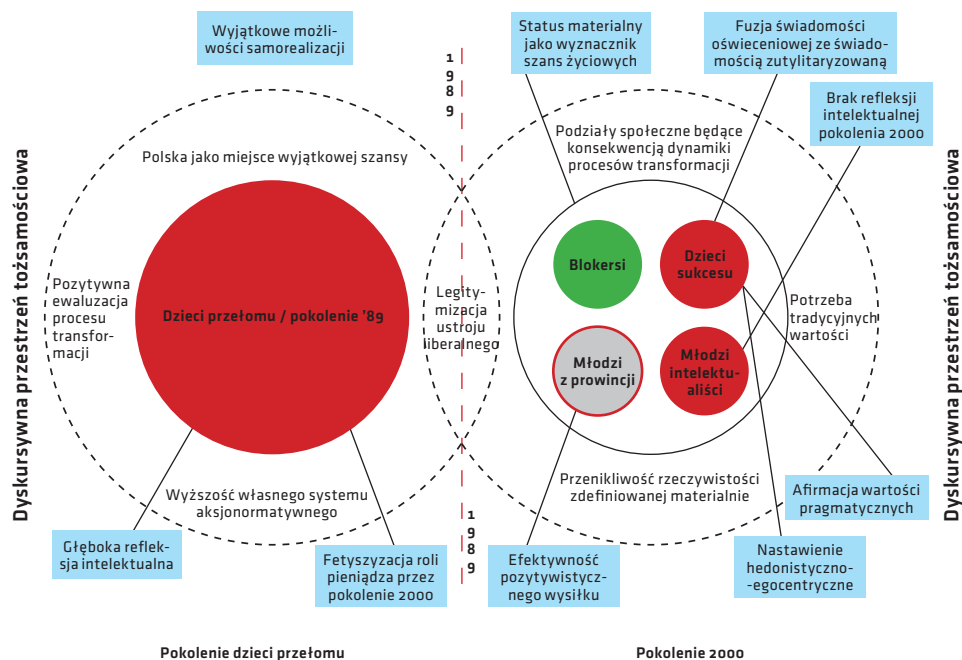 Wyjątkowe możli-
wości samorealizacji
1
9
8
9
Status materialny
jako wyznacznik
szans życiowych
Fuzja świadomości
oświeceniowej ze świado-
mością zutylitaryzowaną
Brak refleksji
intelektualnej
pokolenia 2000
Dyskursywna przestrzeń tożsamościowa
Polska jako miejsce wyjątkowej szansy
Pozytywna
ewaluzacja
procesu
transfor-
macji
Dzieci przełomu / pokolenie '89
Wyższość własnego systemu
aksjonormatywnego
Legity-
mizacja
ustroju
liberalnego
Podziały społeczne będące
konsekwencją dynamiki
procesów transformacji
Blokersi
Dzieci
sukcesu
Młodzi
z prowincji
Młodzi
intelektu-
aliści
Potrzeba
tradycyjnych
wartości
Przenikliwość rzeczywistości
zdefiniowanej materialnie
Dyskursywna przestrzeń tożsamościowa
Głęboka reflek-
sja intelektualna
Fetyszyzacja roli
pieniądza przez
pokolenie 2000
1
9
8
9
Efektywność
pozytywistycz-
nego wysiłku
Afirmacja wartości
pragmatycznych
Nastawienie
hedonistyczno-
-egocentryczne
Pokolenie dzieci przełomu
Pokolenie 2000